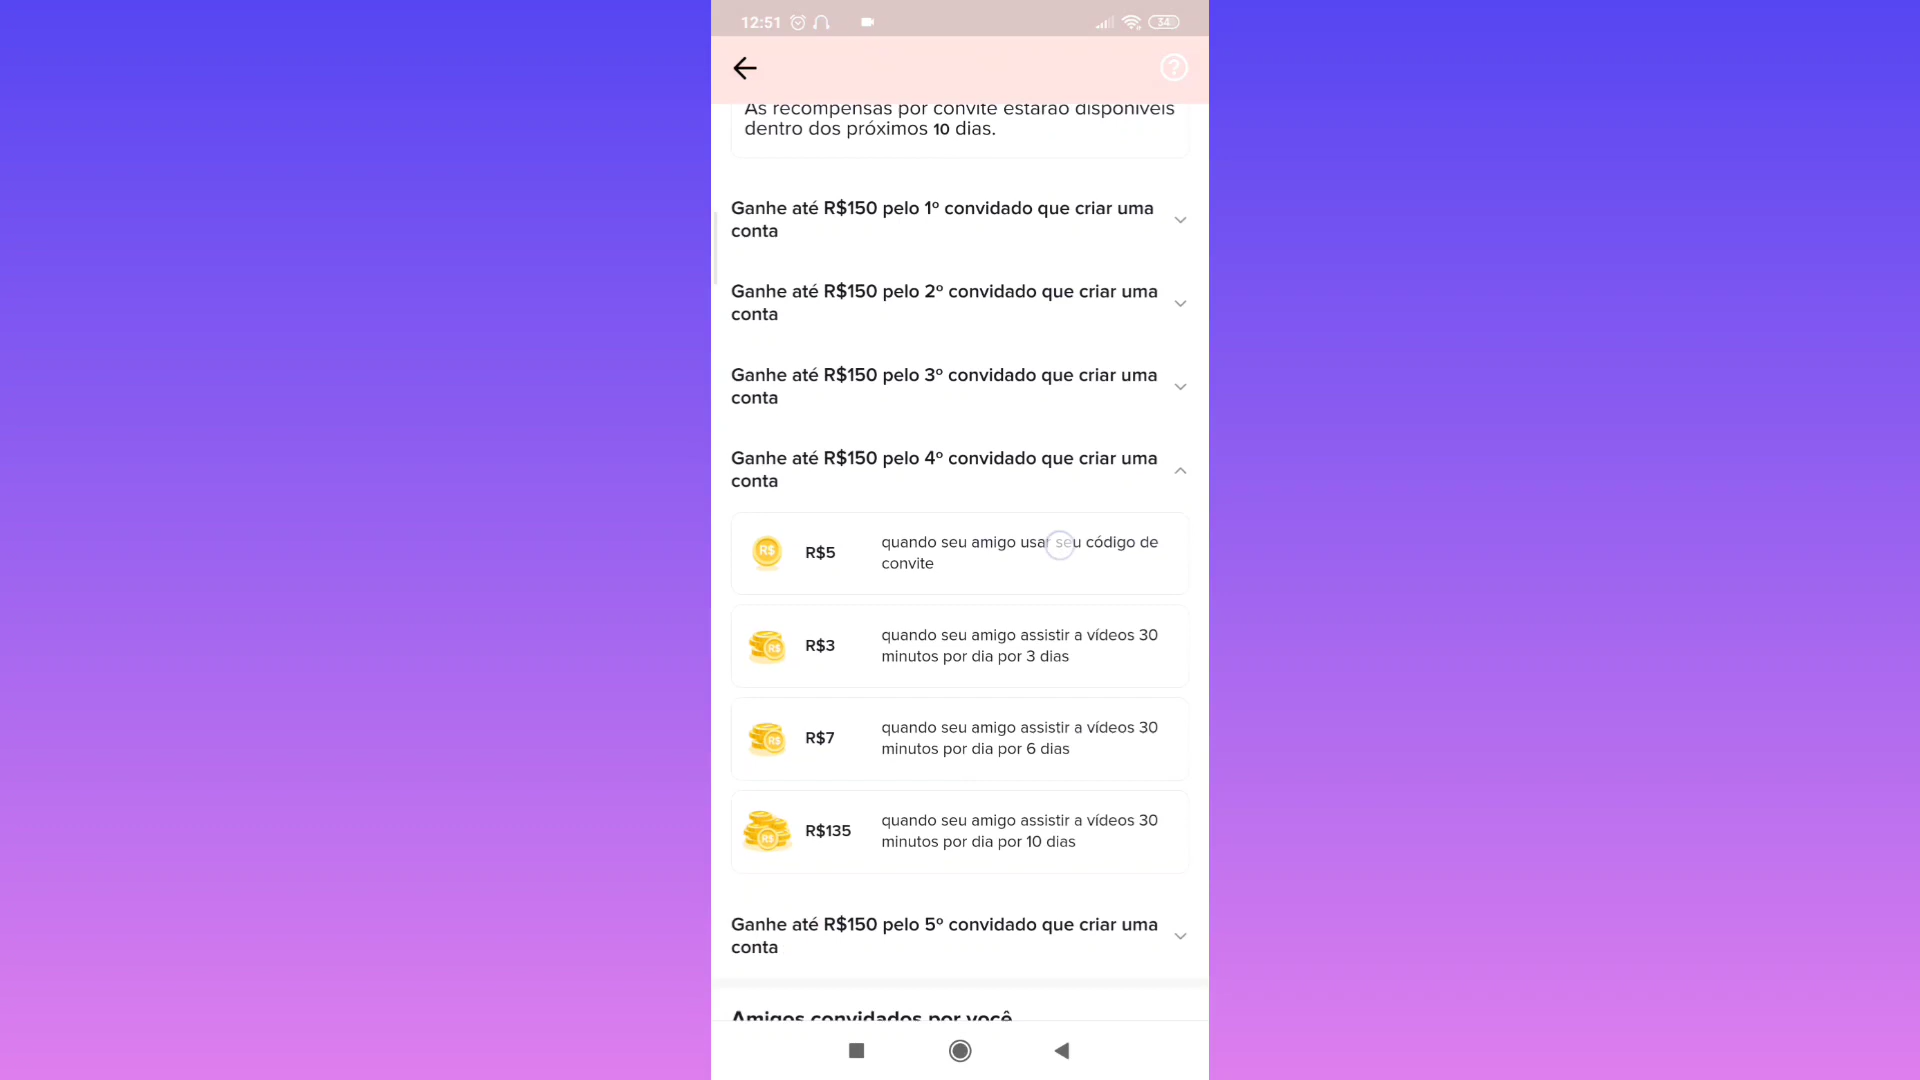 12:51
34
As recompensas por convite estarão disponíveis
dentro dos próximos 10 dias.
Ganhe até R$150 pelo 1º convidado que criar uma
conta
Ganhe até R$150 pelo 2º convidado que criar uma
conta
Ganhe até R$150 pelo 3º convidado que criar uma
conta
Ganhe até R$150 pelo 4º convidado que criar uma
conta
R$
R$5
quando seu amigo usar seu código de
convite
R$
R$3
quando seu amigo assistir a vídeos 30
minutos por dia por 3 dias
R$
R$7
quando seu amigo assistir a vídeos 30
minutos por dia por 6 dias
R$
R$135
quando seu amigo assistir a vídeos 30
minutos por dia por 10 dias
Ganhe até R$150 pelo 5º convidado que criar uma
conta
Amigos convidados por você